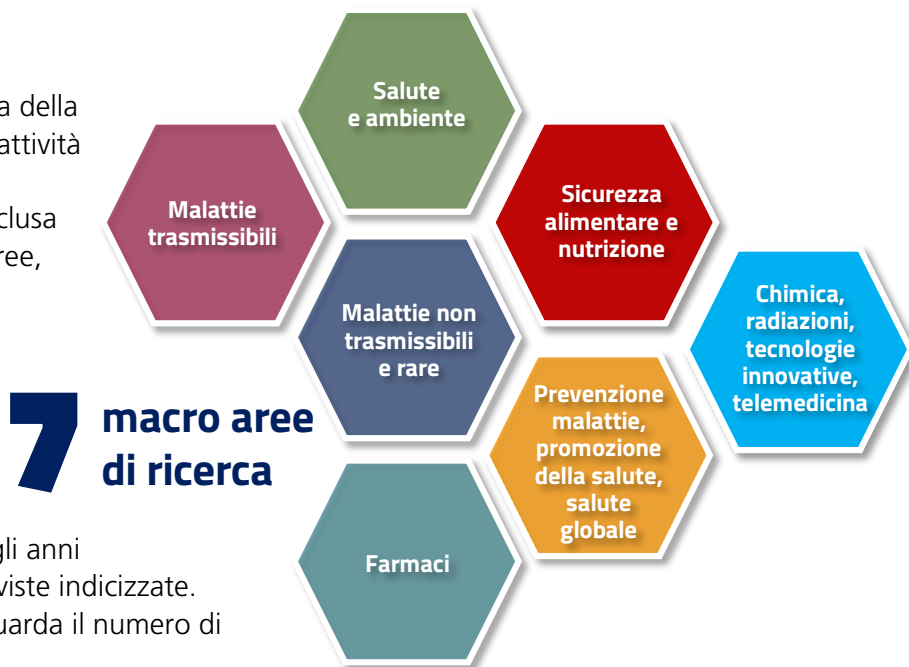 a della
attività
clusa
ree,
7 macro aree
di ricerca
gli anni
viste indicizzate.
uarda il numero di
Salute
e ambiente
Malattie
trasmissibili
Sicurezza
alimentare e
nutrizione
Malattie non
trasmissibili
e rare
Chimica,
radiazioni,
tecnologie
innovative,
telemedicina
Prevenzione
malattie,
promozione
della salute,
salute
globale
Farmaci